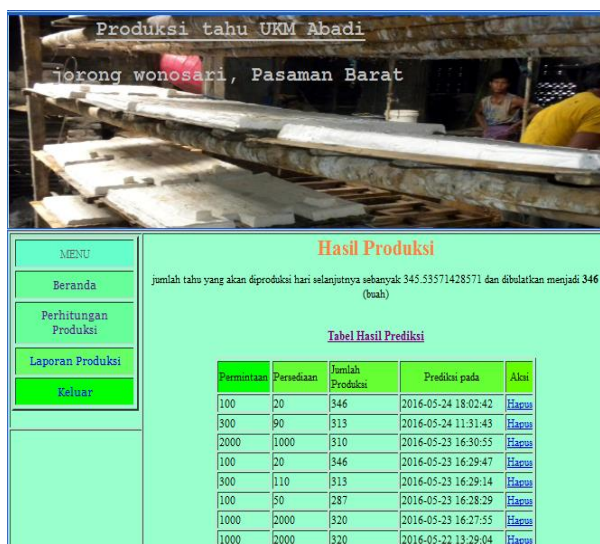 Produksi tahu UKM Abadi
jorong wonosari, Pasaman Barat
MENU
Beranda
Perhitungan
Produksi
Laporan Produksi
Keluar
Hasil Produksi
jumlah tahu yang akan diproduksi hari selanjutnya sebanyak 345.53571428571 dan dibulatkan menjadi 346
(buah)
Tabel Hasil Prediksi
Permintaan Persediaan Jumlah Produksi Prediksi pada Aksi
100 20 346 2016-05-24 18:02:42 Hapus
300 90 313 2016-05-24 11:31:43 Hapus
2000 1000 310 2016-05-23 16:30:55 Hapus
100 20 346 2016-05-23 16:29:47 Hapus
300 110 313 2016-05-23 16:29:14 Hapus
100 50 287 2016-05-23 16:28:29 Hapus
1000 2000 320 2016-05-23 16:27:55 Hapus
1000 2000 320 2016-05-22 13:29:04 Hapus